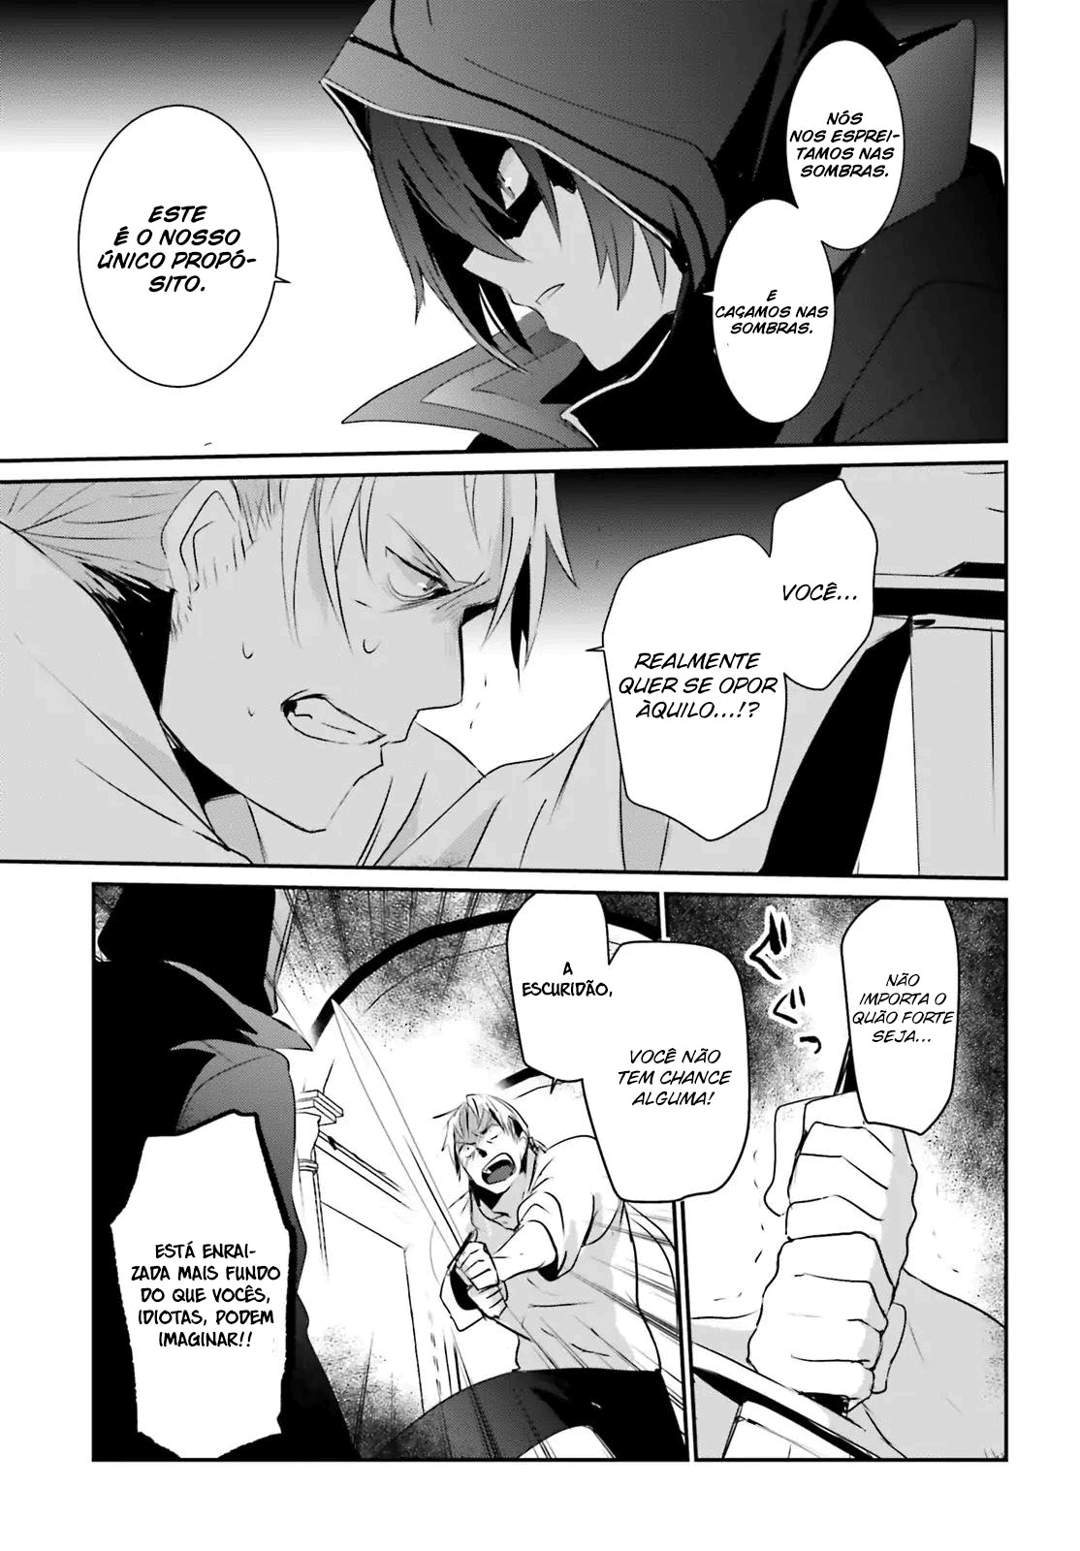 NÓS
NOS ESPREI-
TAMOS NAS
SOMBRAS.
E
CAÇAMOS NAS
SOMBRAS.
ESTE
É O NOSSO
ÚNICO PROPÓ-
SITO.
VOCÊ...
REALMENTE
QUER SE OPOR
ÀQUILO...!?
NÃO
IMPORTA O
QUÃO FORTE
SEJA...
VOCÊ NÃO
TEM CHANCE
ALGUMA!
A
ESCURIDÃO,
ESTÁ ENRAI-
ZADA MAIS FUNDO
DO QUE VOCÊS,
IDIOTAS, PODEM
IMAGINAR!!